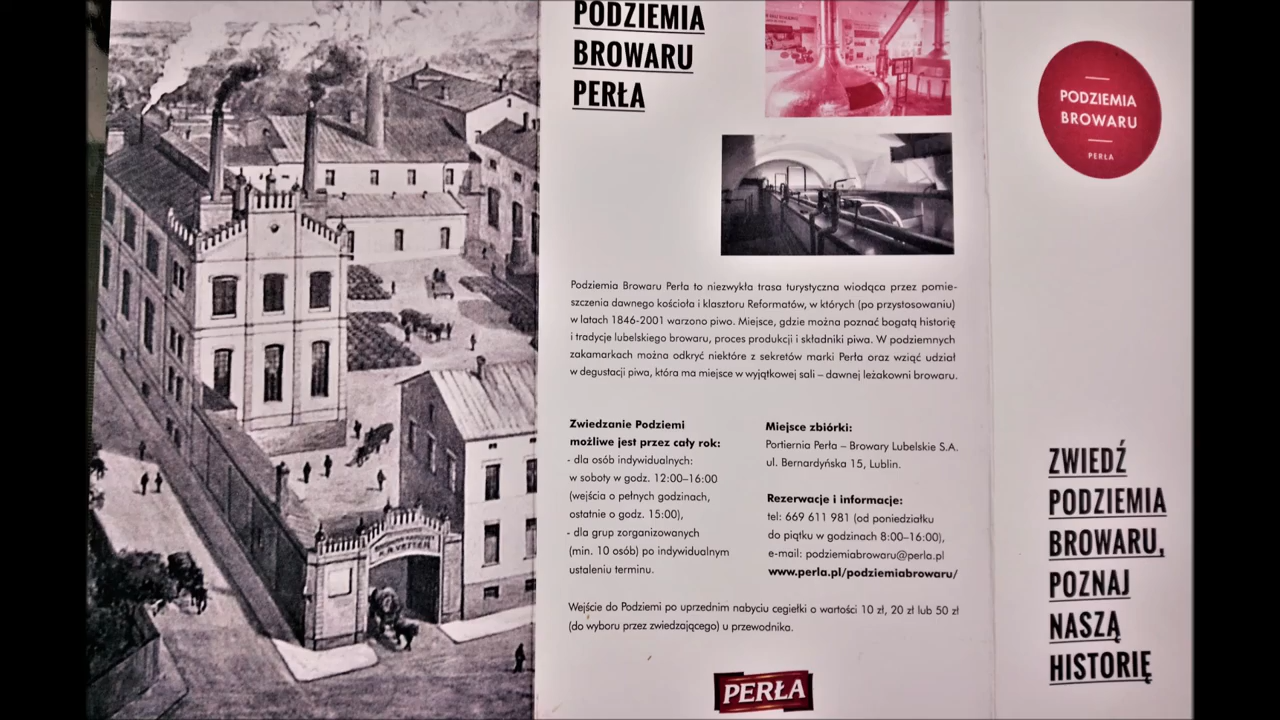 PODZIEMIA
BROWARU
PERŁA
Podziemia Browaru Perła to niezwykła trasa turystyczna wiodąca przez pomie-
szczenia dawnego kościoła i klasztoru Reformatów, w których (po przystosowaniu)
w latach 1846-2001 warzono piwo. Miejsce, gdzie można poznać bogatą historię
i tradycje lubelskiego browaru, proces produkcji i składniki piwa. W podziemnych
zakamarkach można odkryć niektóre z sekretów marki Perła oraz wziąć udział
w degustacji piwa, która ma miejsce w wyjątkowej sali – dawnej leżakowni browaru.
Zwiedzanie Podziemi
możliwe jest przez cały rok:
- dla osób indywidualnych:
w soboty w godz. 12:00–16:00
(wejścia o pełnych godzinach,
ostatnie o godz. 15:00),
- dla grup zorganizowanych
(min. 10 osób) po indywidualnym
ustaleniu terminu.
Miejsce zbiórki:
Portiernia Perła – Browary Lubelskie S.A.
ul. Bernardyńska 15, Lublin.
Rezerwacje i informacje:
tel: 669 611 981 (od poniedziałku
do piątku w godzinach 8:00–16:00),
e-mail: podziemiabrowaru@perla.pl
www.perla.pl/podziemiabrowaru/
Wejście do Podziemi po uprzednim nabyciu cegiełki o wartości 10 zł, 20 zł lub 50 zł
(do wyboru przez zwiedzającego) u przewodnika.
PERŁA
PODZIEMIA
BROWARU
PERŁA
ZWIEDŹ
PODZIEMIA
BROWARU,
POZNAJ
NASZĄ
HISTORIĘ